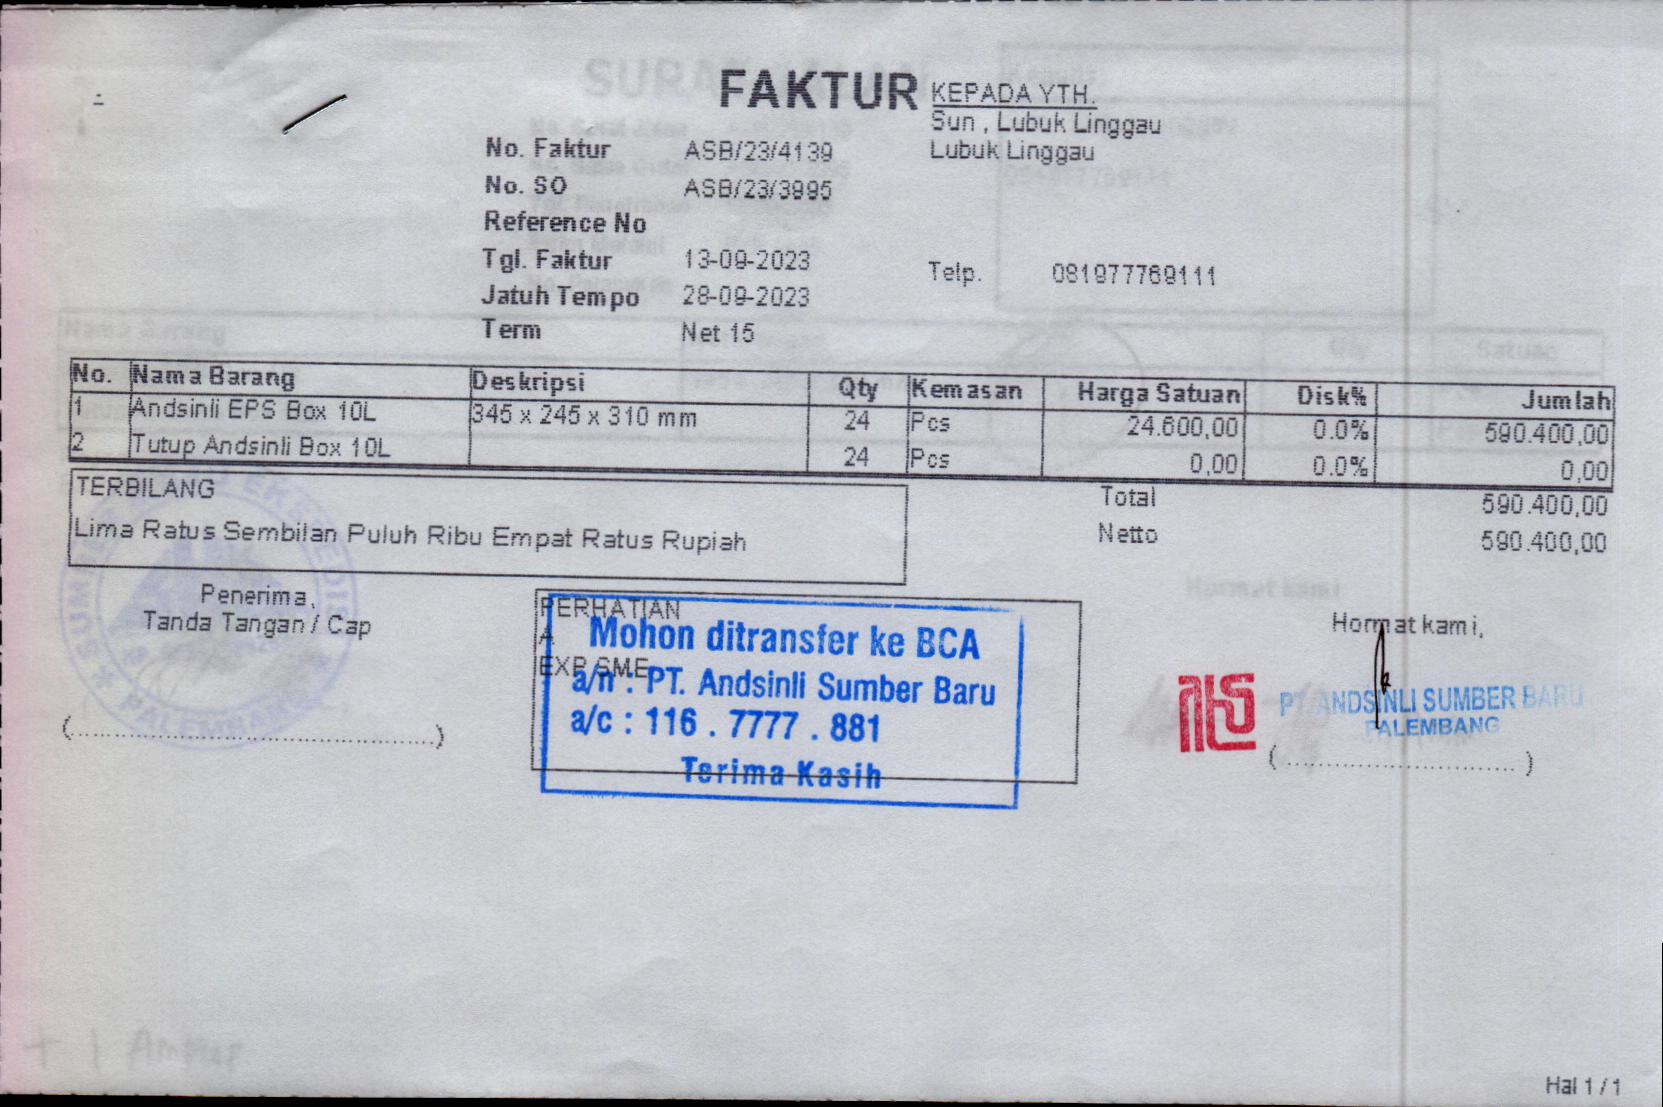 FAKTUR
KEPADA YTH.
Sun , Lubuk Linggau
Lubuk Linggau
No. Faktur ASB/23/4139
No. SO ASB/23/3995
Reference No
Tgl. Faktur 13-09-2023
Jatuh Tempo 28-09-2023
Term Net 15
Telp. 081977769111
No. Nama Barang Deskripsi Qty Kemasan Harga Satuan Disk% Jumlah
1 Andsinli EPS Box 10L 345 x 245 x 310 mm 24 Pcs 24.600,00 0.0% 590.400,00
2 Tutup Andsinli Box 10L 24 Pcs 0,00 0.0% 0,00
TERBILANG
Lima Ratus Sembilan Puluh Ribu Empat Ratus Rupiah
Total 590.400,00
Netto 590.400,00
Penerima,
Tanda Tangan / Cap
PALEMBANG
PERHATIAN
A
EXP.SME
Mohon ditransfer ke BCA
a/n : PT. Andsinli Sumber Baru
a/c : 116 . 7777 . 881
Terima Kasih
Hormat kami,
PT ANDSINLI SUMBER BARU
PALEMBANG
Hal 1 / 1